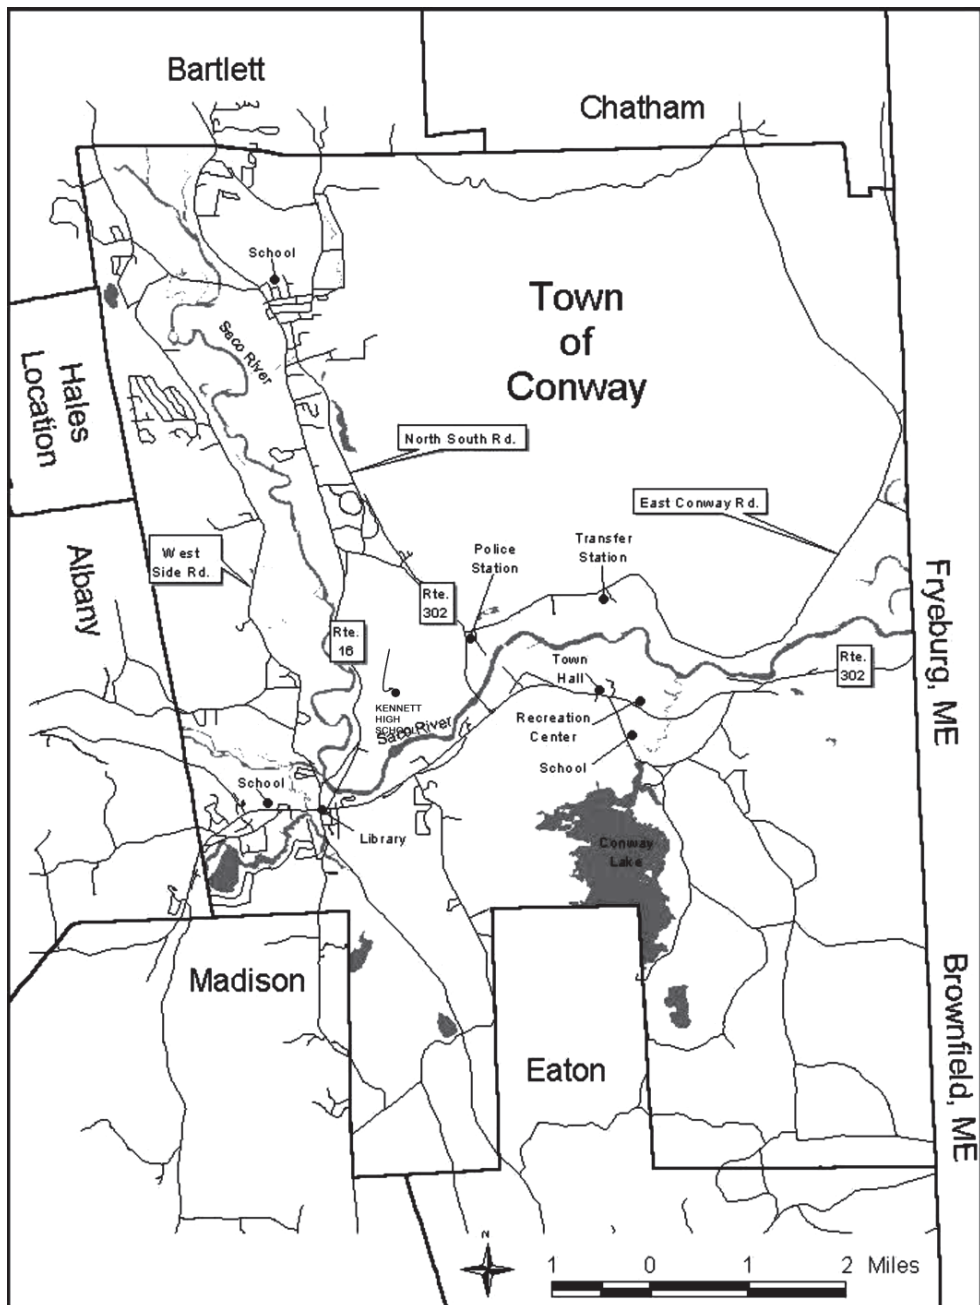 Bartlett
Chatham
School
Town
of
Conway
Saco River
Hales
Location
North South Rd.
East Conway Rd.
West
Side Rd.
Albany
Police
Station
Transfer
Station
Rte.
302
Rte.
16
Fryeburg, ME
Town
Hall
Rte.
302
KENNETT
HIGH
SCHOOL
Saco River
Recreation
Center
School
School
Library
Conway
Lake
Madison
Eaton
Brownfield, ME
N
1 0 1 2 Miles